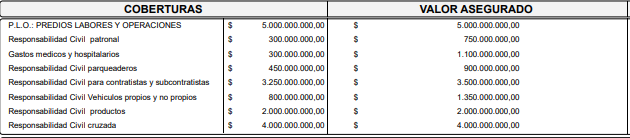 COBERTURAS VALOR ASEGURADO
P.L.O.: PREDIOS LABORES Y OPERACIONES $ 5.000.000.000,00 $ 5.000.000.000,00
Responsabilidad Civil patronal $ 300.000.000,00 $ 750.000.000,00
Gastos medicos y hospitalarios $ 300.000.000,00 $ 1.100.000.000,00
Responsabilidad Civil parqueaderos $ 450.000.000,00 $ 900.000.000,00
Responsabilidad Civil para contratistas y subcontratistas $ 3.250.000.000,00 $ 3.500.000.000,00
Responsabilidad Civil Vehiculos propios y no propios $ 800.000.000,00 $ 1.350.000.000,00
Responsabilidad Civil productos $ 2.000.000.000,00 $ 2.000.000.000,00
Responsabilidad Civil cruzada $ 4.000.000.000,00 $ 4.000.000.000,00